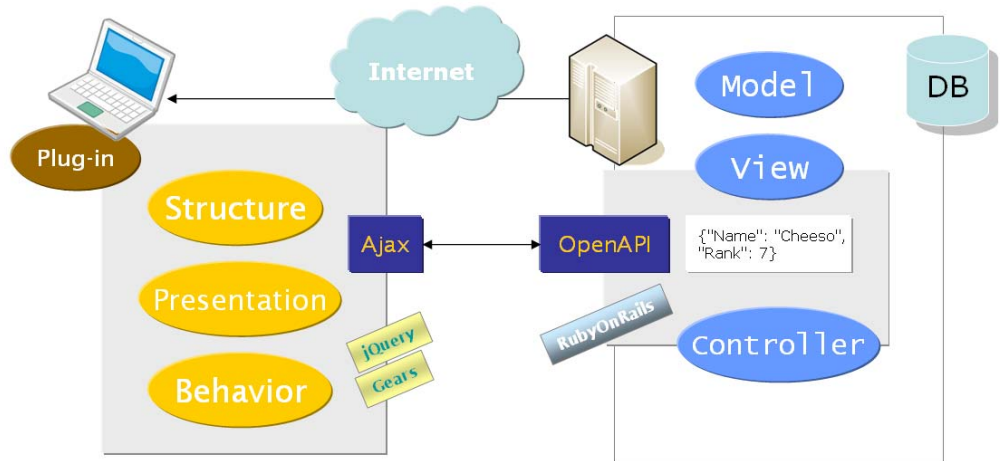 Internet
Model
DB
Plug-in
View
Structure
Ajax
OpenAPI
{"Name": "Cheeso",
"Rank": 7}
Presentation
RubyOnRails
jQuery
Controller
Gears
Behavior